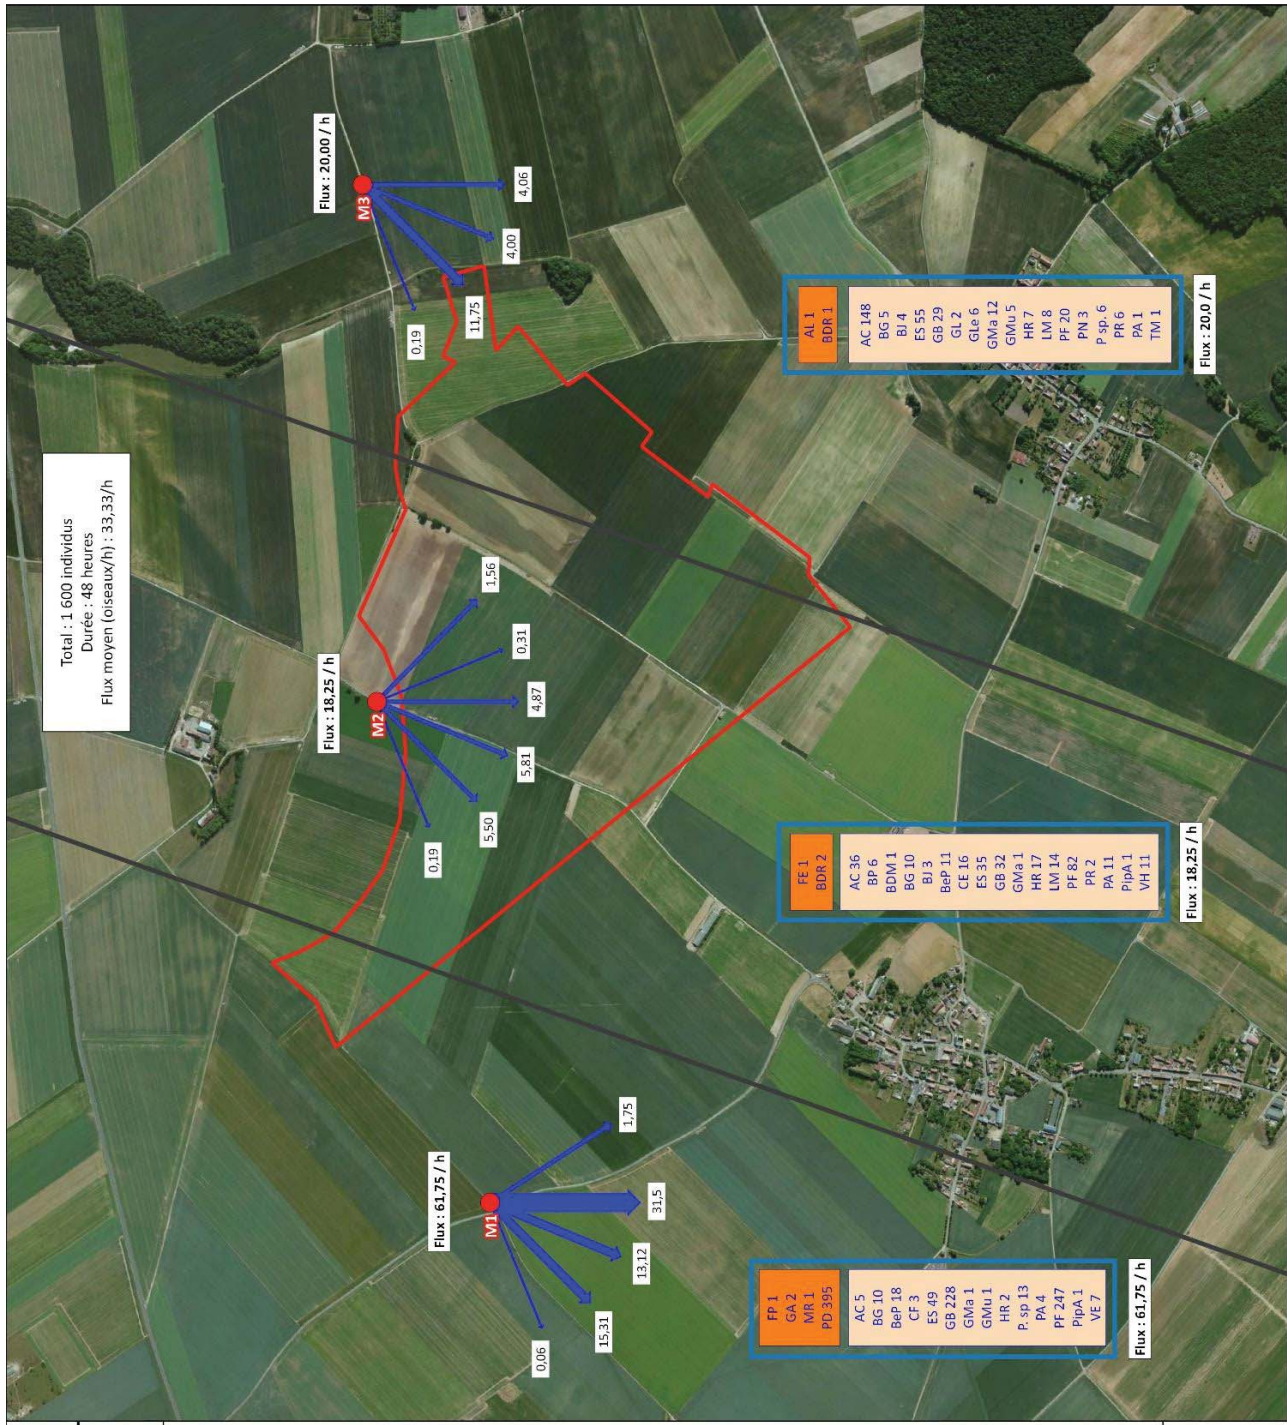 Total : 1 600 individus
Durée : 48 heures
Flux moyen (oiseaux/h) : 33,33/h
Flux : 61,75 / h
M1
0,06
15,31
13,12
31,5
1,75
Flux : 18,25 / h
M2
0,19
5,50
5,81
4,87
0,31
1,56
Flux : 20,00 / h
M3
0,19
11,75
4,00
4,06
FP 1
GA 2
MR 1
PD 395
AC 5
BG 10
BeP 18
CF 3
ES 49
GB 228
GMa 1
GMu 1
HR 2
P. sp 13
PA 4
PF 247
PipA 1
VE 7
Flux : 61,75 / h
FE 1
BDR 2
AC 36
BP 6
BDM 1
BG 10
BJ 3
BeP 11
CE 16
ES 35
GB 32
GMa 1
HR 17
LM 14
PF 82
PR 2
PA 11
PipA 1
VH 11
Flux : 18,25 / h
AL 1
BDR 1
AC 148
BG 5
BJ 4
ES 55
GB 29
GL 2
GLe 6
GMa 12
GMu 5
HR 7
LM 8
PF 20
PN 3
P sp. 6
PR 6
PA 1
TM 1
Flux : 20,0 / h